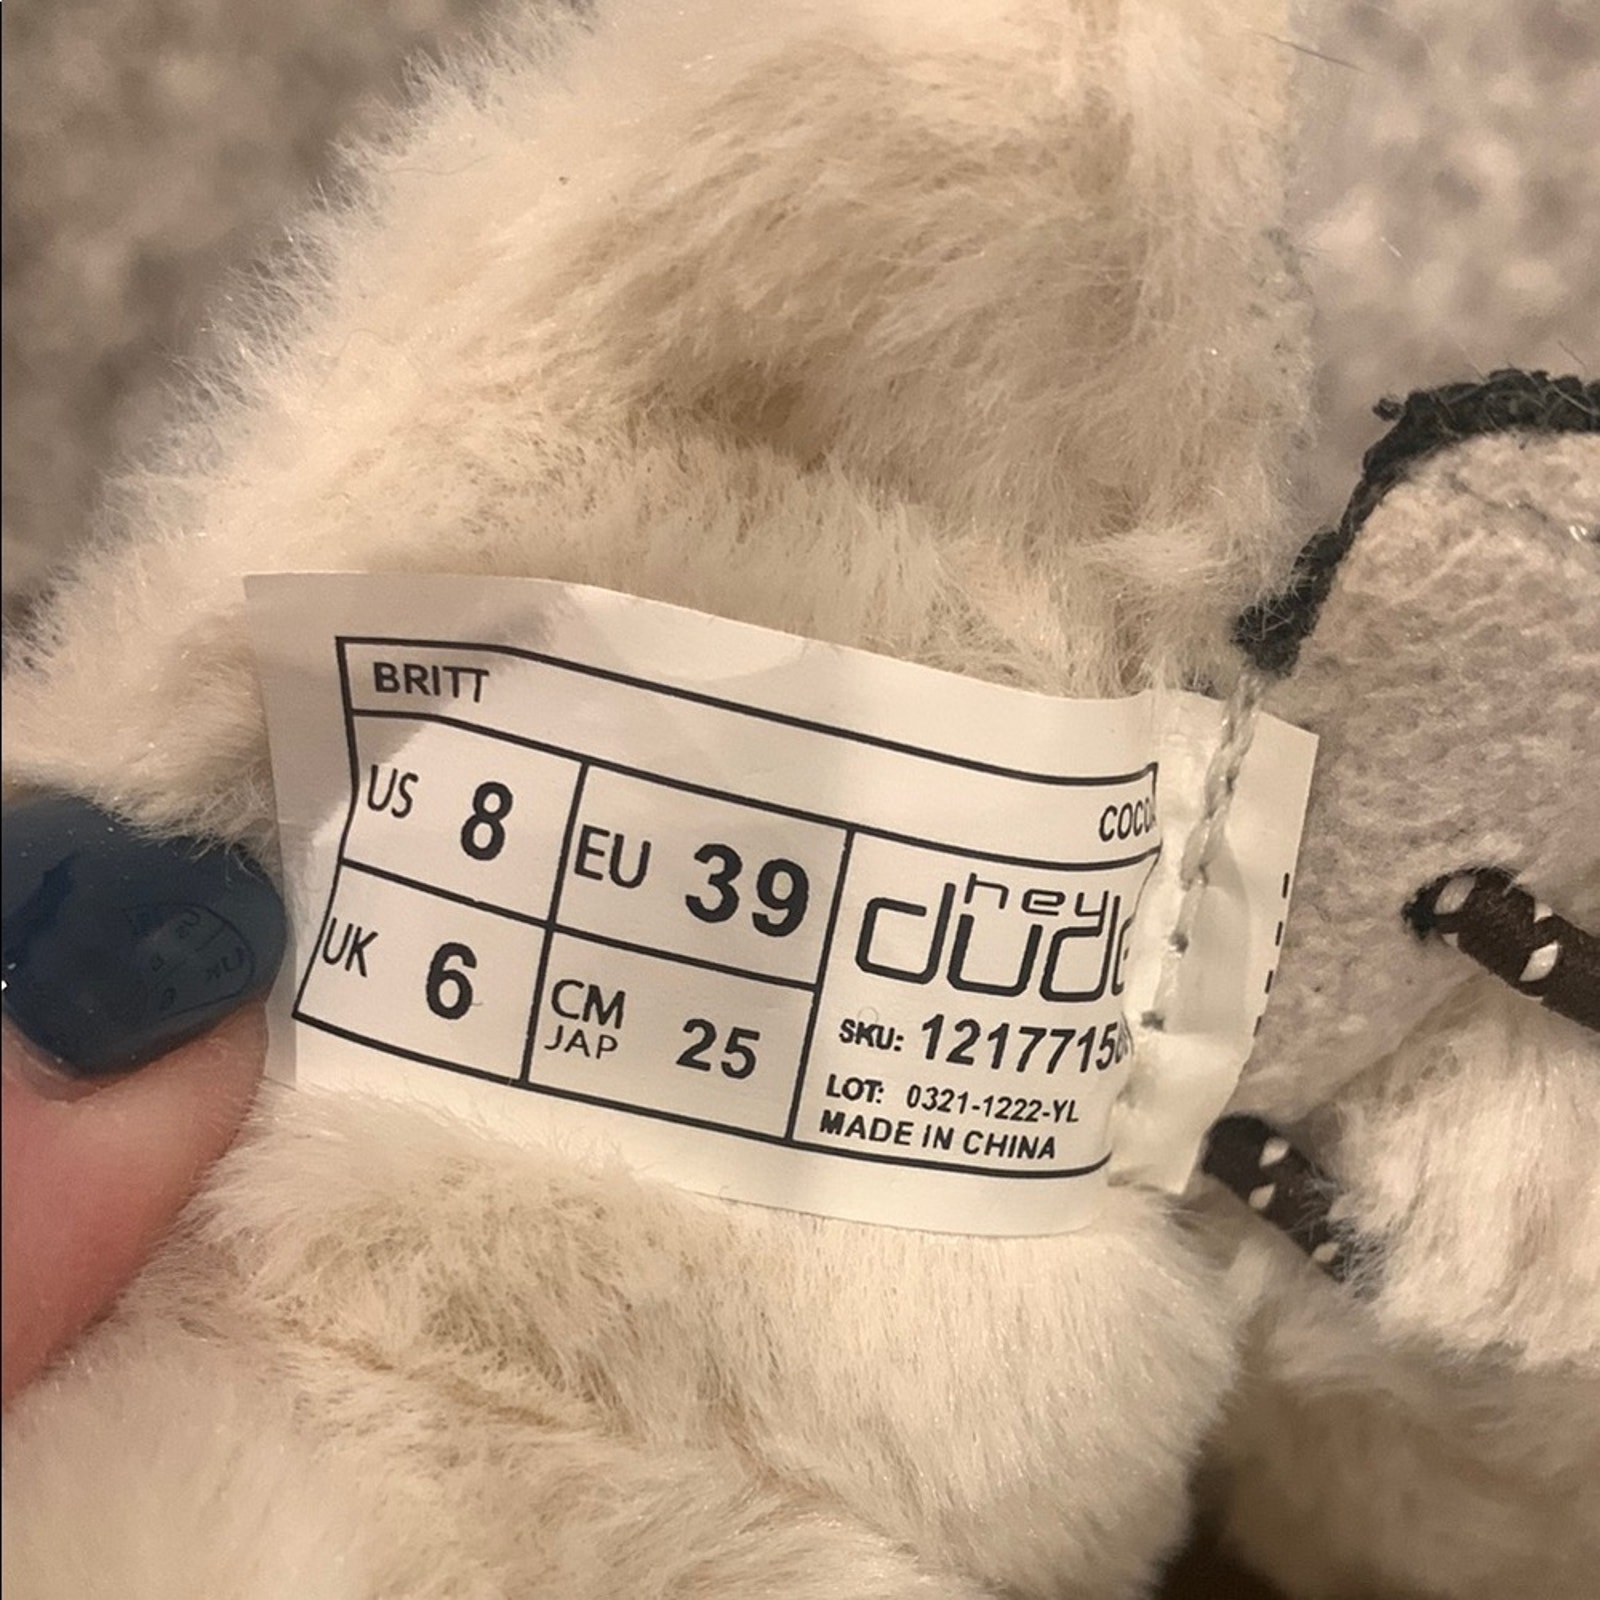 BRITT
COCO
US 8
EU 39
hey
dude
UK 6
CM
JAP 25
SKU: 1217715
LOT: 0321-1222-YL
MADE IN CHINA